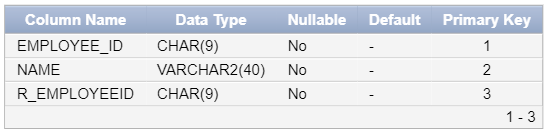 Column Name Data Type Nullable Default Primary Key
EMPLOYEE_ID CHAR(9) No - 1
NAME VARCHAR2(40) No - 2
R_EMPLOYEEID CHAR(9) No - 3
1 - 3